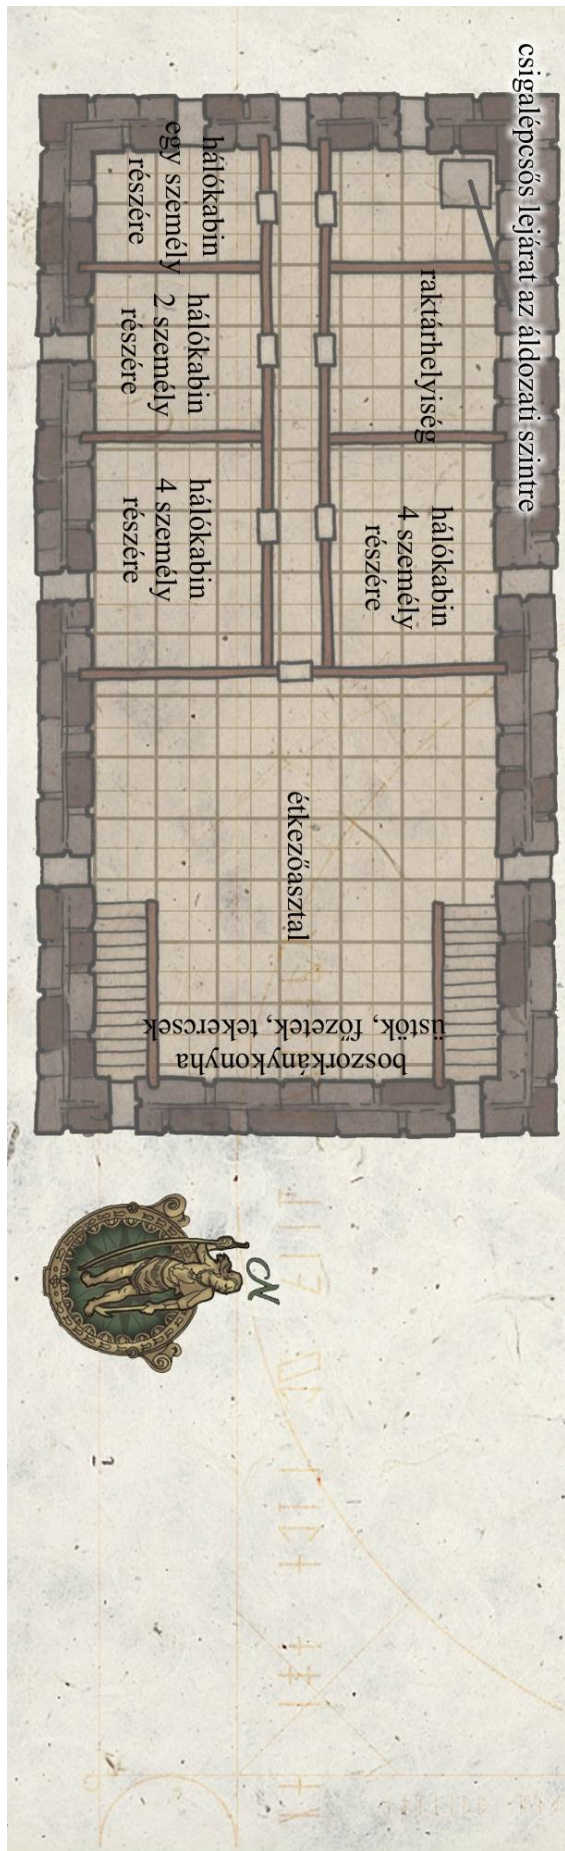 csigalépcsős lejárat az áldozati szintre
raktárhelyiség
hálókabin
4 személy
részére
hálókabin
egy személy
részére
hálókabin
2 személy
részére
hálókabin
4 személy
részére
étkezőasztal
boszorkánykonyha
üstök, főzetek, tekercsek
N